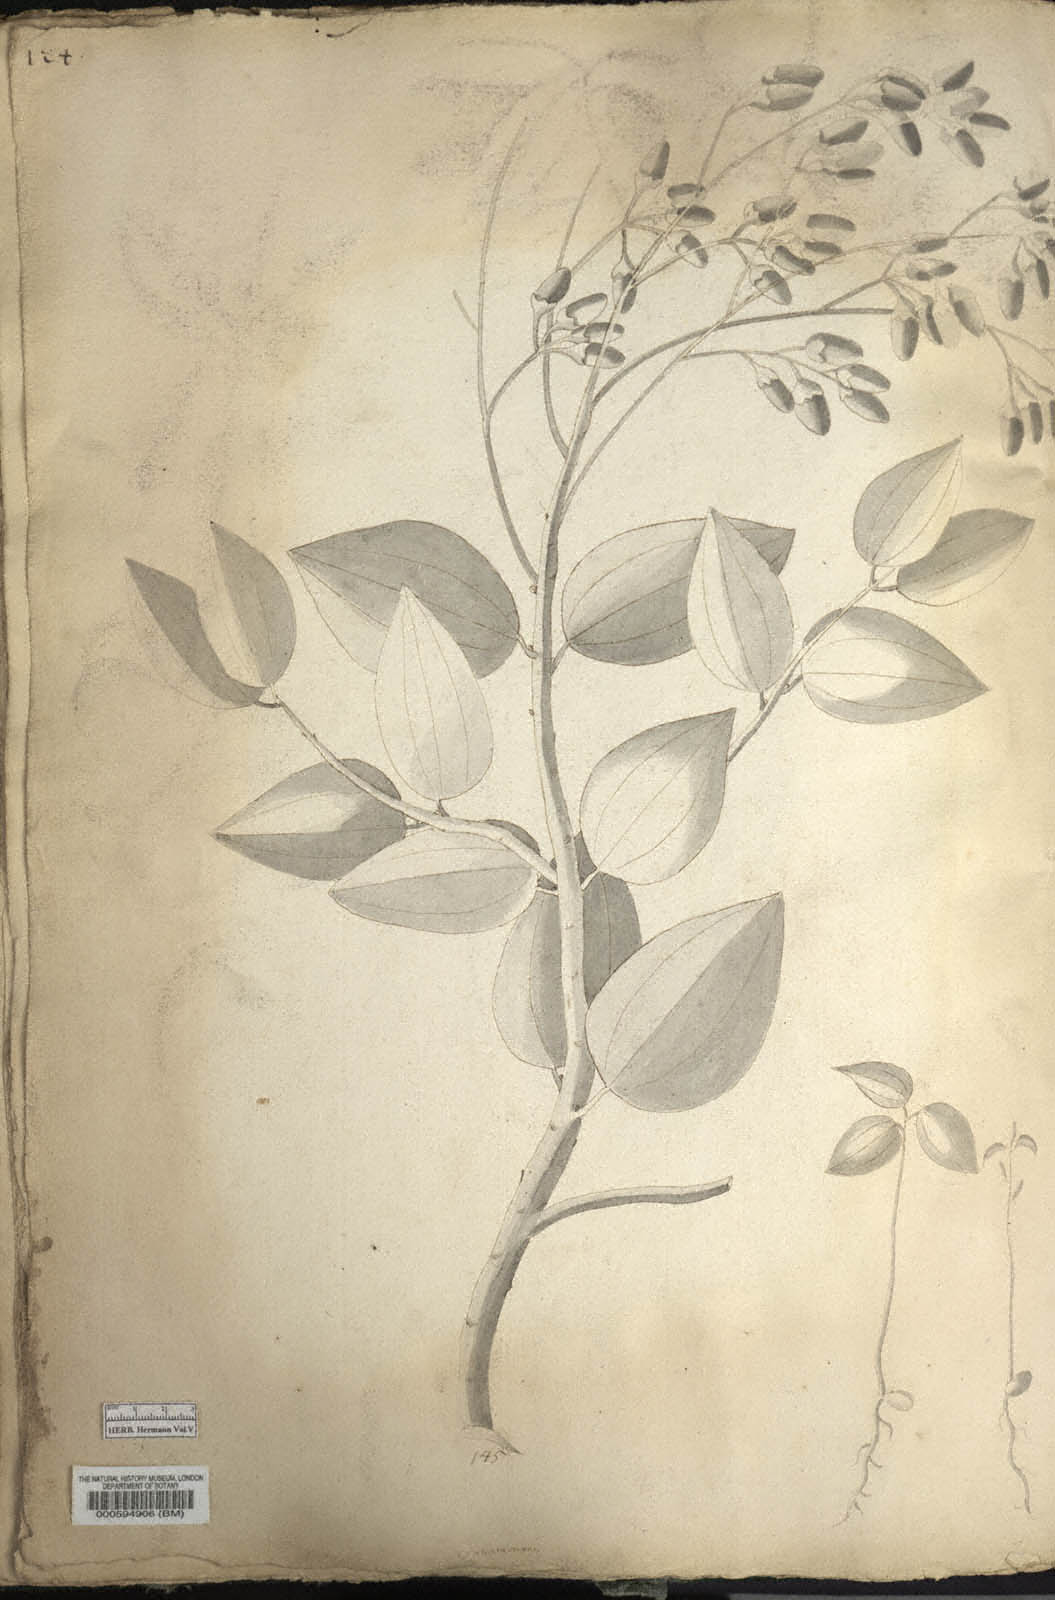 124.
HERB. Hermann Vol.V
145
THE NATURAL HISTORY MUSEUM, LONDON
DEPARTMENT OF BOTANY
000594906 (BM)